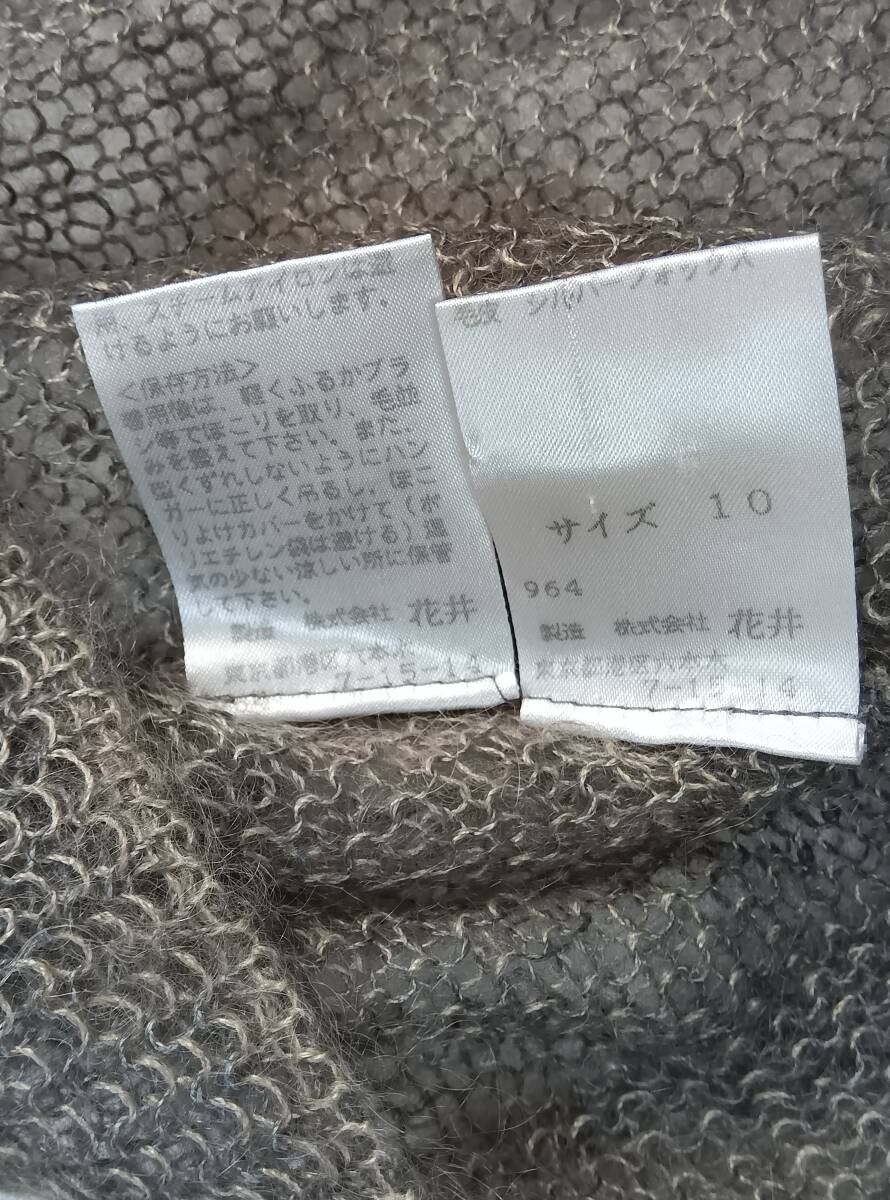 用、スチームアイロンは避
けるようにお願いします。
<保存方法>
着用後は、軽くふるかブラ
シ等でほこりを取り、毛並
みを整えて下さい。また、
型くずれしないようにハン
ガーに正しく吊るし、ほこ
りよけカバーをかけて(ポ
リエチレン袋は避ける)湿
気の少ない涼しい所に保管
して下さい。
製造 株式会社 花井
東京都港区六本木
7-15-14
毛皮 シルバーフォックス
サイズ 10
964
製造 株式会社 花井
東京都港区六本木
7-15-14